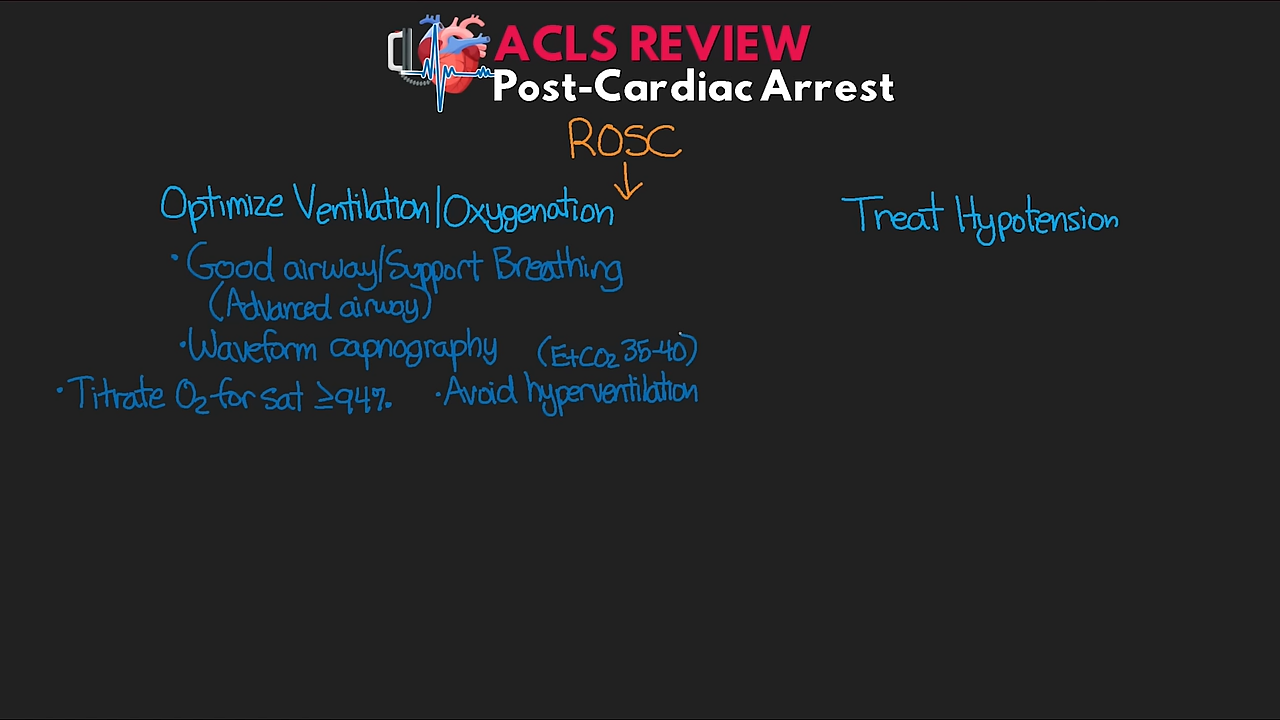 ACLS REVIEW
Post-Cardiac Arrest
ROSC
Optimize Ventilation/Oxygenation
• Good airway/Support Breathing
(Advanced airway)
• Waveform capnography (EtCO2 35-40)
• Titrate O2 for sat ≥94% • Avoid hyperventilation
Treat Hypotension